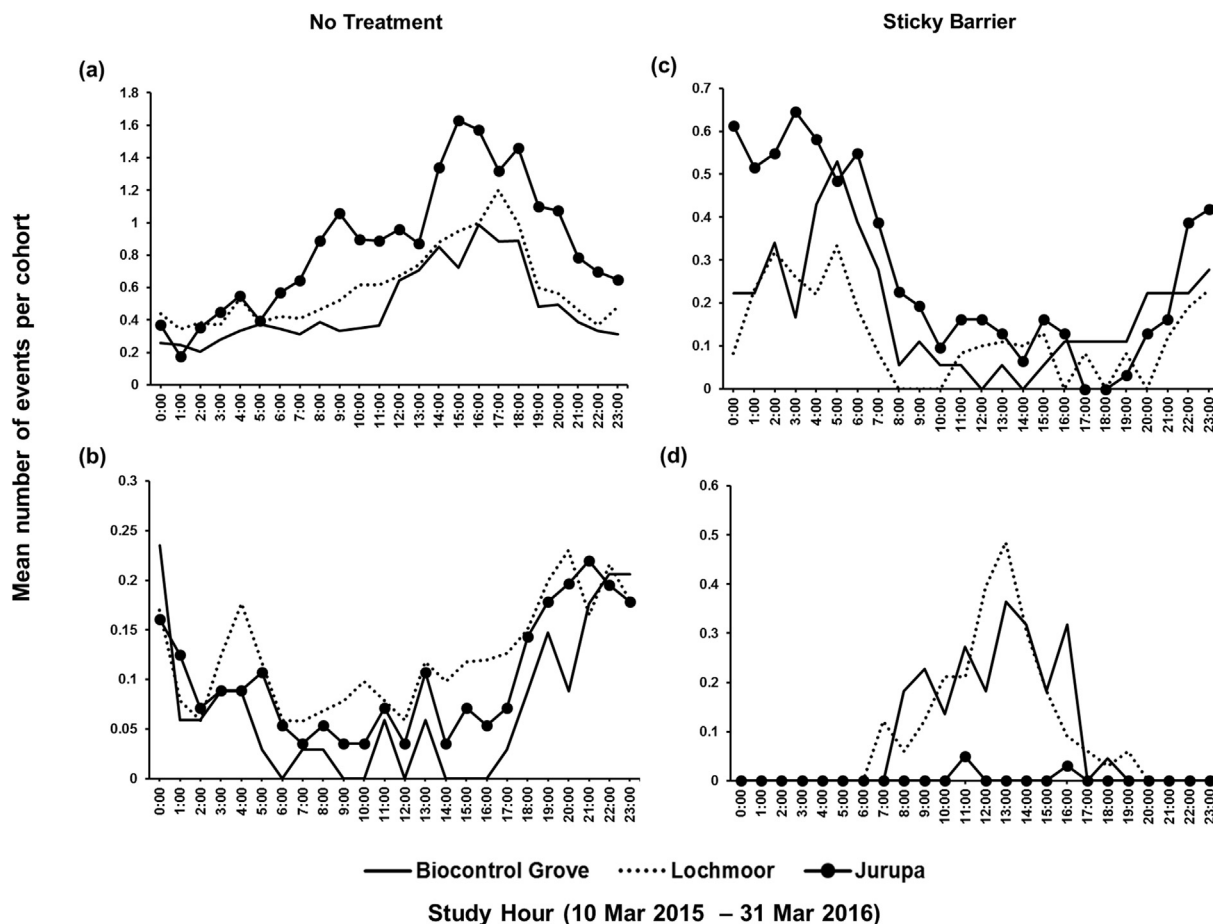 No Treatment
Sticky Barrier
Mean number of events per cohort
(a)
1.8
1.6
1.4
1.2
1
0.8
0.6
0.4
0.2
0
0:00 1:00 2:00 3:00 4:00 5:00 6:00 7:00 8:00 9:00 10:00 11:00 12:00 13:00 14:00 15:00 16:00 17:00 18:00 19:00 20:00 21:00 22:00 23:00
(c)
0.7
0.6
0.5
0.4
0.3
0.2
0.1
0
0:00 1:00 2:00 3:00 4:00 5:00 6:00 7:00 8:00 9:00 10:00 11:00 12:00 13:00 14:00 15:00 16:00 17:00 18:00 19:00 20:00 21:00 22:00 23:00
(b)
0.3
0.25
0.2
0.15
0.1
0.05
0
0:00 1:00 2:00 3:00 4:00 5:00 6:00 7:00 8:00 9:00 10:00 11:00 12:00 13:00 14:00 15:00 16:00 17:00 18:00 19:00 20:00 21:00 22:00 23:00
(d)
0.6
0.5
0.4
0.3
0.2
0.1
0
0:00 1:00 2:00 3:00 4:00 5:00 6:00 7:00 8:00 9:00 10:00 11:00 12:00 13:00 14:00 15:00 16:00 17:00 18:00 19:00 20:00 21:00 22:00 23:00
Biocontrol Grove Lochmoor Jurupa
Study Hour (10 Mar 2015 – 31 Mar 2016)